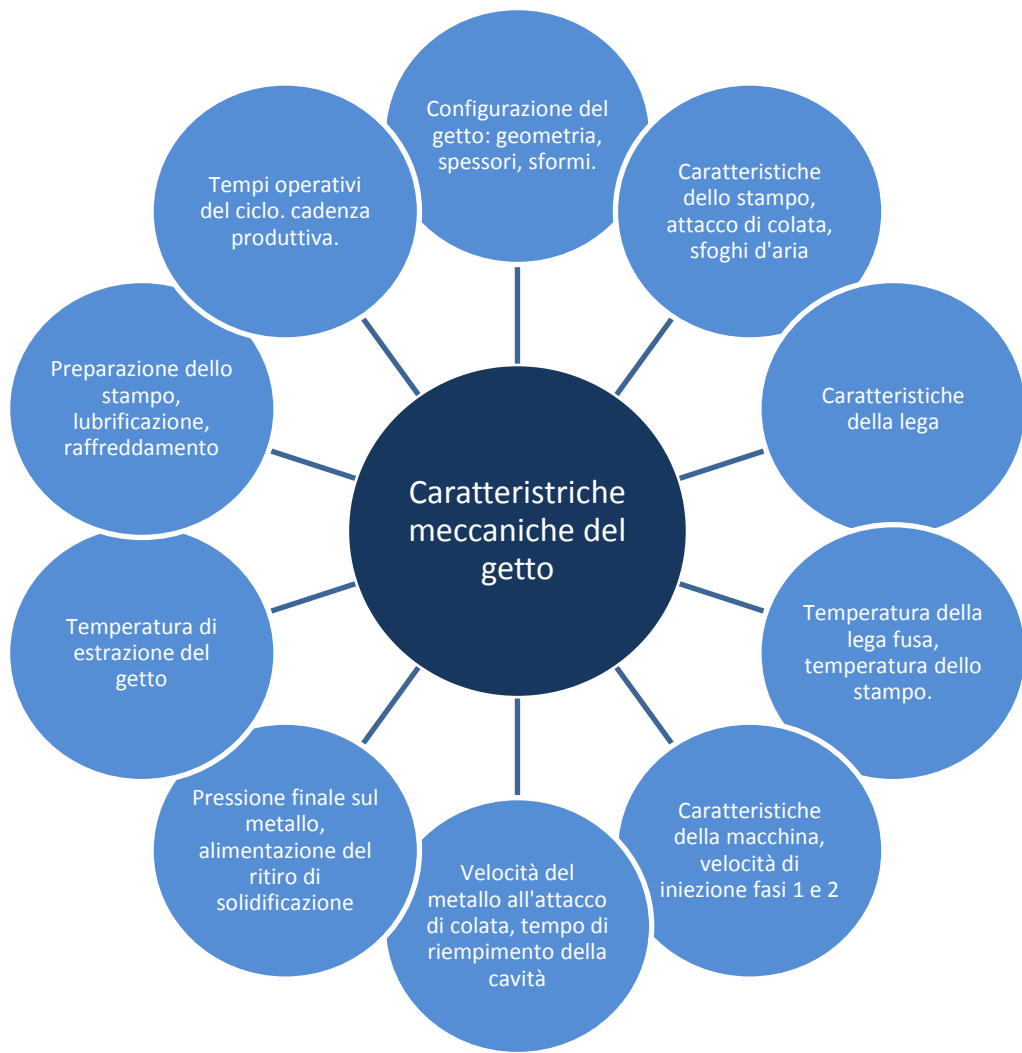 Configurazione del
getto: geometria,
spessori, sformi.
Caratteristiche
dello stampo,
attacco di colata,
sfoghi d'aria
Caratteristiche
della lega
Temperatura della
lega fusa,
temperatura dello
stampo.
Caratteristiche
della macchina,
velocità di
iniezione fasi 1 e 2
Velocità del
metallo all'attacco
di colata, tempo di
riempimento della
cavità
Pressione finale sul
metallo,
alimentazione del
ritiro di
solidificazione
Temperatura di
estrazione del
getto
Preparazione dello
stampo,
lubrificazione,
raffreddamento
Tempi operativi
del ciclo. cadenza
produttiva.
Caratteristriche
meccaniche del
getto